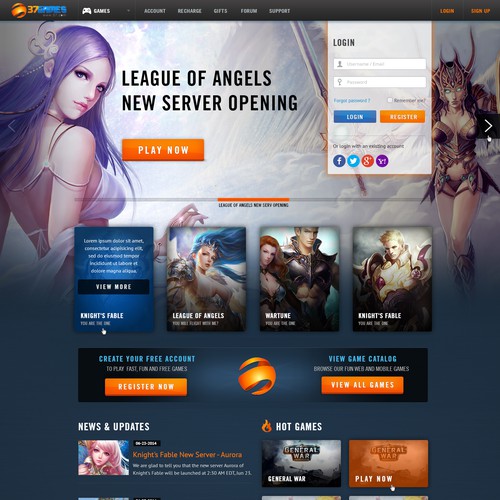 37GAMES
GAMES
ACCOUNT
RECHARGE
GIFTS
FORUM
SUPPORT
LOGIN
SIGN UP
LEAGUE OF ANGELS
NEW SERVER OPENING
PLAY NOW
LOGIN
Username / Email
Password
Forgot password ?
Remember me?
LOGIN
REGISTER
Or login with an existing account
LEAGUE OF ANGELS NEW SERV OPENING
Lorem ipsum dolor sit amet,
consectetur adipisicing elit,
sed do eiusmod tempor
incididunt ut labore et dolore
magna aliqua.
VIEW MORE
KNIGHT'S FABLE
YOU ARE THE ONE
LEAGUE OF ANGELS
YOU WILL FLIGHT WITH ME?
WARTUNE
YOU ARE THE ONE
KNIGHT'S FABLE
YOU ARE THE ONE
CREATE YOUR FREE ACCOUNT
TO PLAY FAST, FUN AND FREE GAMES
REGISTER NOW
VIEW GAME CATALOG
BROWSE OUR FUN WEB AND MOBILE GAMES
VIEW ALL GAMES
NEWS & UPDATES
06-23-2014
Knight's Fable New Server - Aurora
We are glad to tell you that the new server Aurora of
Knight's Fable will be launched at 2:30 AM EDT, Jun 23.
HOT GAMES
GENERAL WAR
GENERAL WAR
PLAY NOW